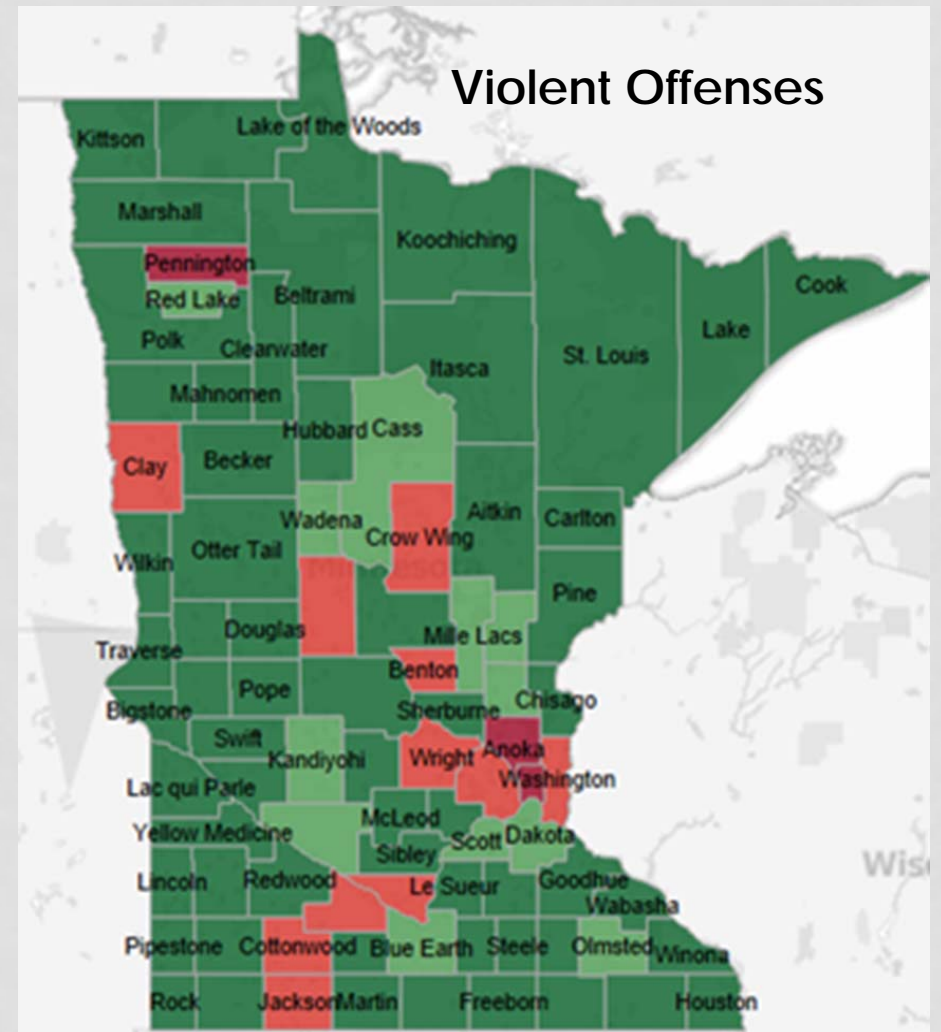 Violent Offenses
Lake of the Woods
Kittson
Marshall
Koochiching
Pennington
Cook
Beltrami
Red Lake
Lake
Polk
Clearwater
St. Louis
Itasca
Mahnomen
Hubbard
Cass
Becker
Clay
Aitkin
Carlton
Wadena
Crow Wing
Otter Tail
Wilkin
Minnesota
Pine
Douglas
Mille Lacs
Traverse
Benton
Pope
Chisago
Bigstone
Sherburne
Swift
Anoka
Kandiyohi
Wright
Washington
Lac qui Parle
McLeod
Yellow Medicine
Scott
Dakota
Sibley
Wis
Lincoln
Redwood
Le Sueur
Goodhue
Wabasha
Pipestone
Cottonwood
Blue Earth
Steele
Olmsted
Winona
Rock
Jackson
Martin
Freeborn
Houston